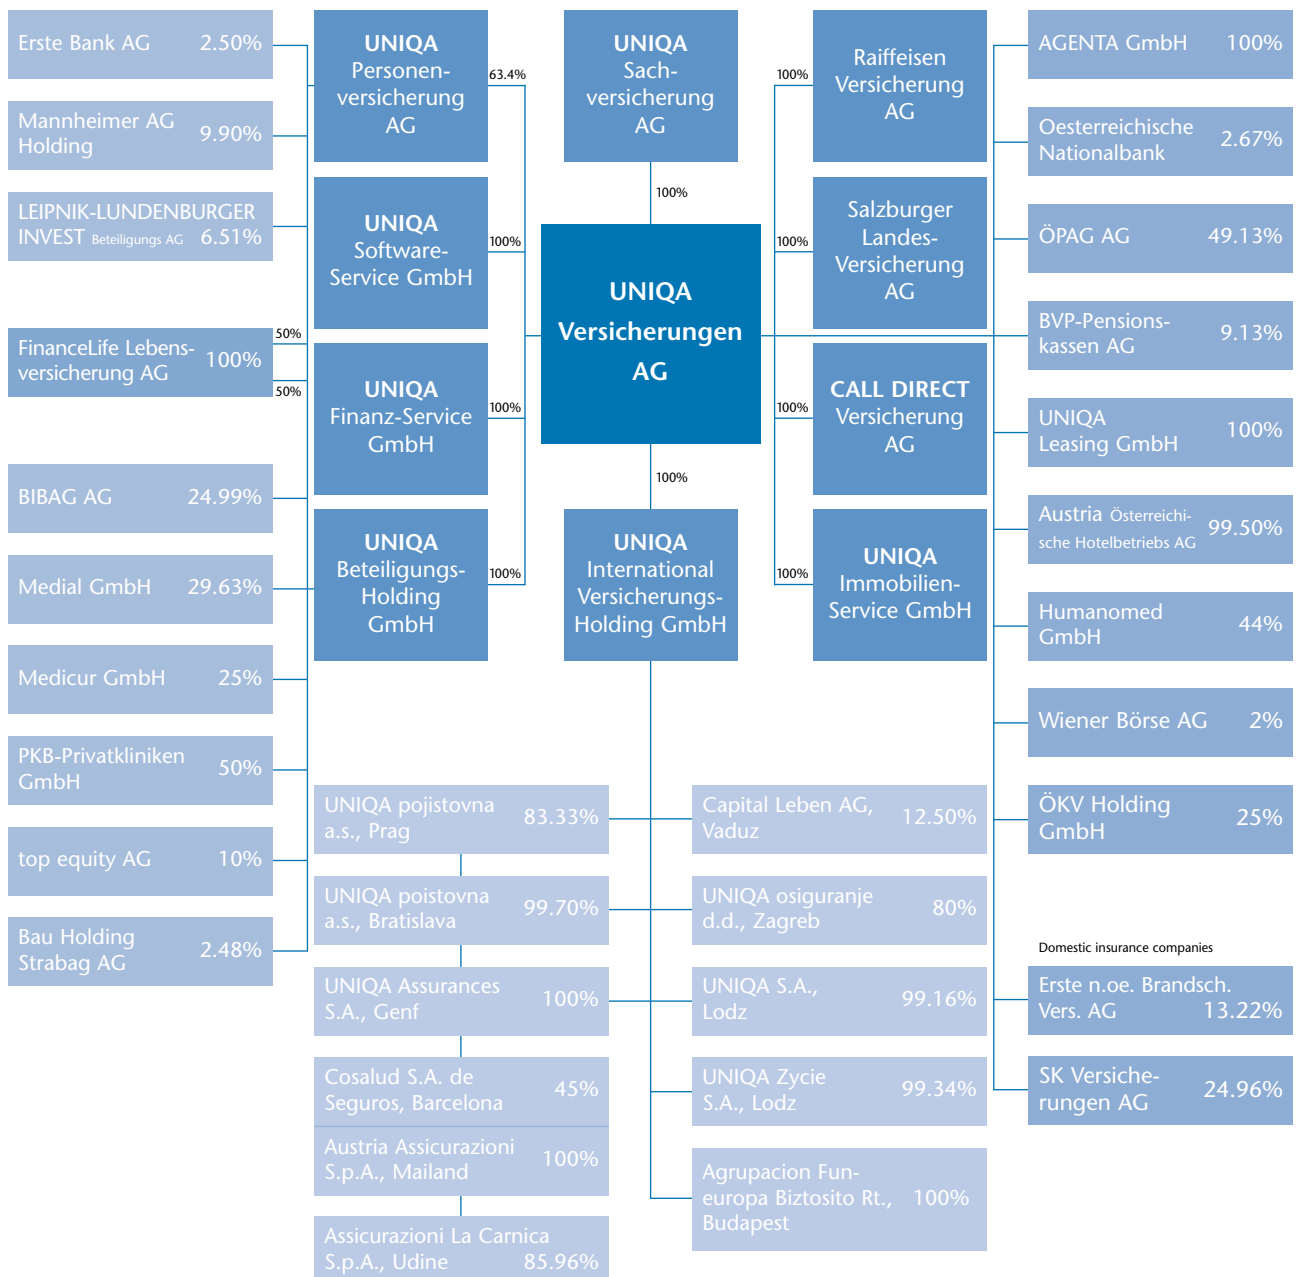 Erste Bank AG 2.50%
Mannheimer AG
Holding 9.90%
LEIPNIK-LUNDENBURGER
INVEST Beteiligungs AG 6.51%
FinanceLife Lebens-
versicherung AG 100%
50%
50%
BIBAG AG 24.99%
Medial GmbH 29.63%
Medicur GmbH 25%
PKB-Privatkliniken
GmbH 50%
top equity AG 10%
Bau Holding
Strabag AG 2.48%
UNIQA
Personen-
versicherung
AG
63.4%
UNIQA
Software-
Service GmbH
100%
UNIQA
Finanz-Service
GmbH
100%
UNIQA
Beteiligungs-
Holding
GmbH
100%
UNIQA
Sach-
versicherung
AG
100%
UNIQA
Versicherungen
AG
100%
UNIQA
International
Versicherungs-
Holding GmbH
100%
Raiffeisen
Versicherung
AG
100%
Salzburger
Landes-
Versicherung
AG
100%
CALL DIRECT
Versicherung
AG
100%
UNIQA
Immobilien-
Service GmbH
UNIQA pojistovna
a.s., Prag 83.33%
UNIQA poistovna
a.s., Bratislava 99.70%
UNIQA Assurances
S.A., Genf 100%
Cosalud S.A. de
Seguros, Barcelona 45%
Austria Assicurazioni
S.p.A., Mailand 100%
Assicurazioni La Carnica
S.p.A., Udine 85.96%
Capital Leben AG,
Vaduz 12.50%
UNIQA osiguranje
d.d., Zagreb 80%
UNIQA S.A.,
Lodz 99.16%
UNIQA Zycie
S.A., Lodz 99.34%
Agrupacion Fun-
europa Biztosito Rt., 100%
Budapest
AGENTA GmbH 100%
Oesterreichische
Nationalbank 2.67%
ÖPAG AG 49.13%
BVP-Pensions-
kassen AG 9.13%
UNIQA
Leasing GmbH 100%
Austria Österreichi-
sche Hotelbetriebs AG 99.50%
Humanomed
GmbH 44%
Wiener Börse AG 2%
ÖKV Holding
GmbH 25%
Domestic insurance companies
Erste n.oe. Brandsch.
Vers. AG 13.22%
SK Versiche-
rungen AG 24.96%